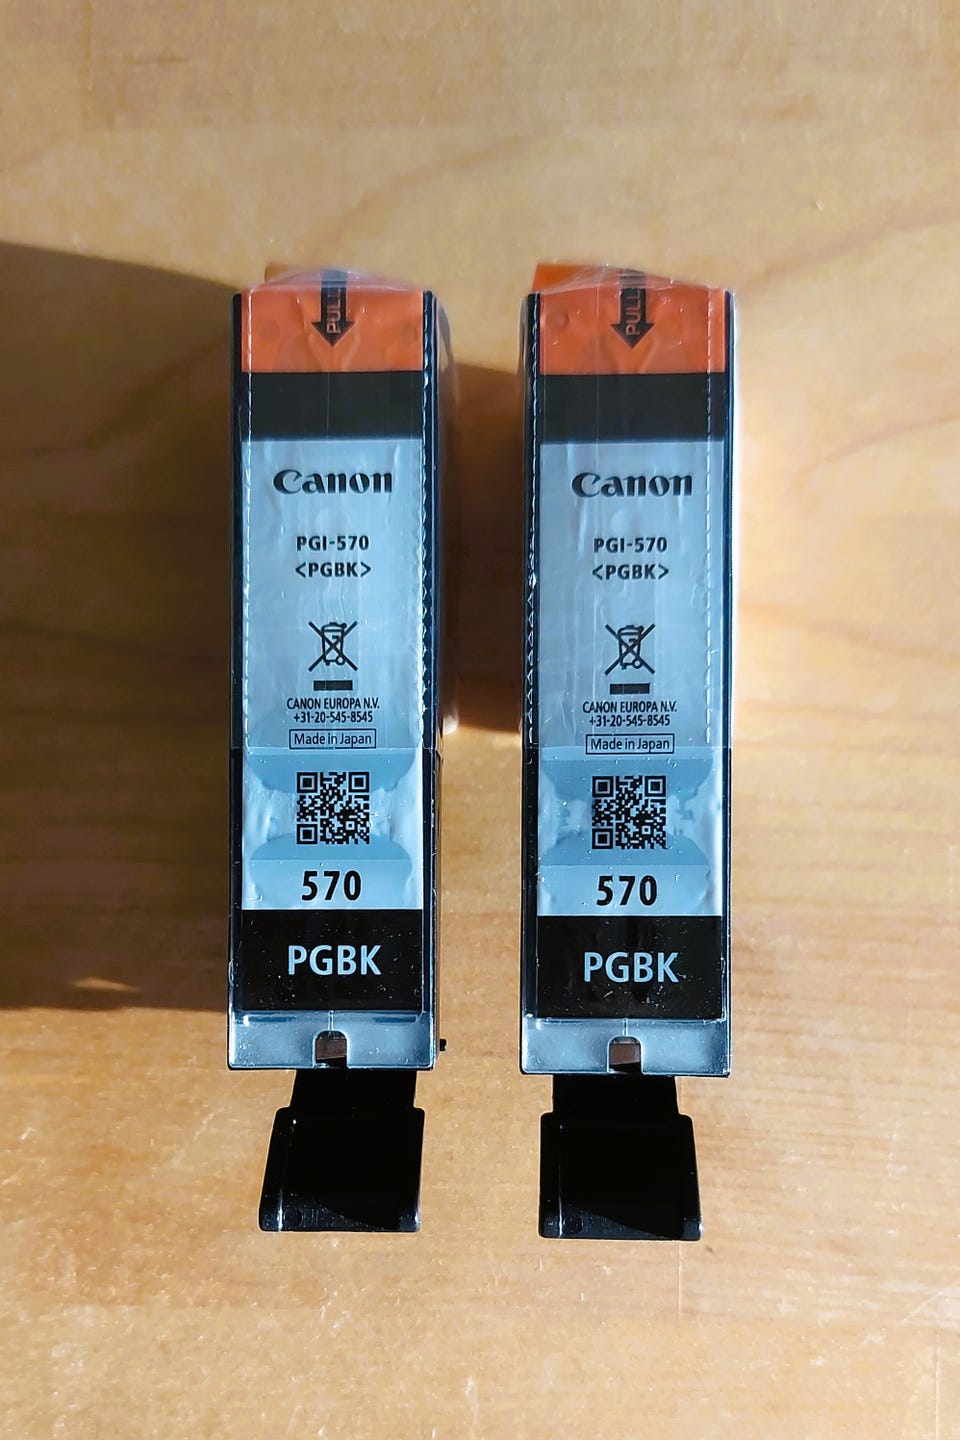 PULL
Canon
PGI-570
<PGBK>
CANON EUROPA N.V.
+31-20-545-8545
Made in Japan
570
PGBK
PULL
Canon
PGI-570
<PGBK>
CANON EUROPA N.V.
+31-20-545-8545
Made in Japan
570
PGBK